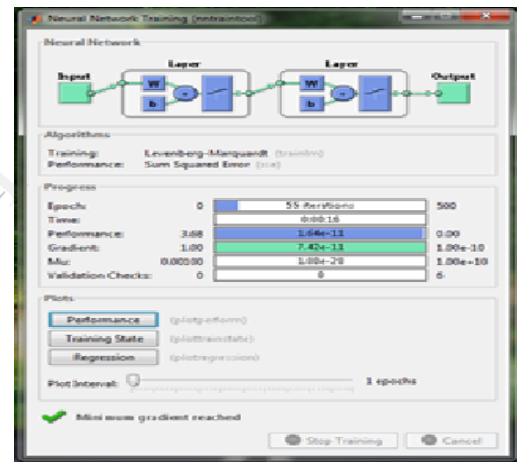 Neural Network Training (nntraintool)
Neural Network
Layer Layer
Input W b + W b + Output
Algorithms
Training: Levenberg-Marquardt (trainlm)
Performance: Sum Squared Error (sse)
Progress
Epoch: 0 55 iterations 500
Time: 0:00:16
Performance: 3.68 1.64e-11 0.00
Gradient: 1.00 7.42e-11 1.00e-10
Mu: 0.00100 1.00e-20 1.00e+10
Validation Checks: 0 0 6
Plots
Performance (plotperform)
Training State (plottrainstate)
Regression (plotregression)
Plot Interval: 1 epochs
Minimum gradient reached
Stop Training Cancel